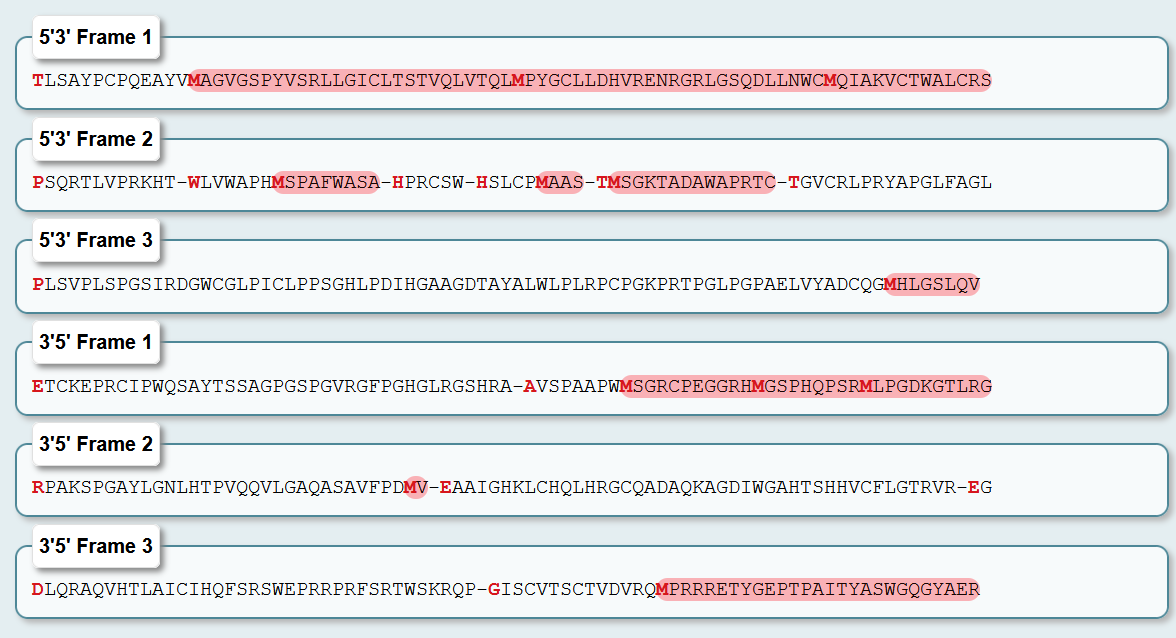 5'3' Frame 1
TLSAYPCPQEAYVMAGVGSPYVSRLLGICLTSTVQLVTQLMPYGCLLDHVRENRGRLGSQDLLNWCMQIAKVCTWALCRS
5'3' Frame 2
PSQRTLVPRKHT-WLVWAPHMSPAFWASA-HPRCSW-HSLCPMAAS-TMSGKTADAWAPRTC-TGVCRLPRYAPGLFAGL
5'3' Frame 3
PLSVPLSPGSIRDGWCGLPICLPPSGHLPDIHGAAGDTAYALWLPLRPCPGKPRTPGLPGPAELVYADCQGMHLGSLQV
3'5' Frame 1
ETCKEPRCIPWQSAYTSSAGPGSPGVRGFPGHGLRGSHRA-AVSPAAPWMSGRCPEGGRHMGSPHQPSRMLPGDKGTLRG
3'5' Frame 2
RPAKSPGAYLGNLHTPVQQVLGAQASAVFPDMV-EAAIGHKLCHQLHRGCQADAQKAGDIWGAHTSHHVCFLGTRVR-EG
3'5' Frame 3
DLQRAQVHTLAICIHQFSRSWEPRRPRFSRTWSKRQP-GISCVTSCTVDVRQMPRRRETYGEPTPAITYASWGQGYAER